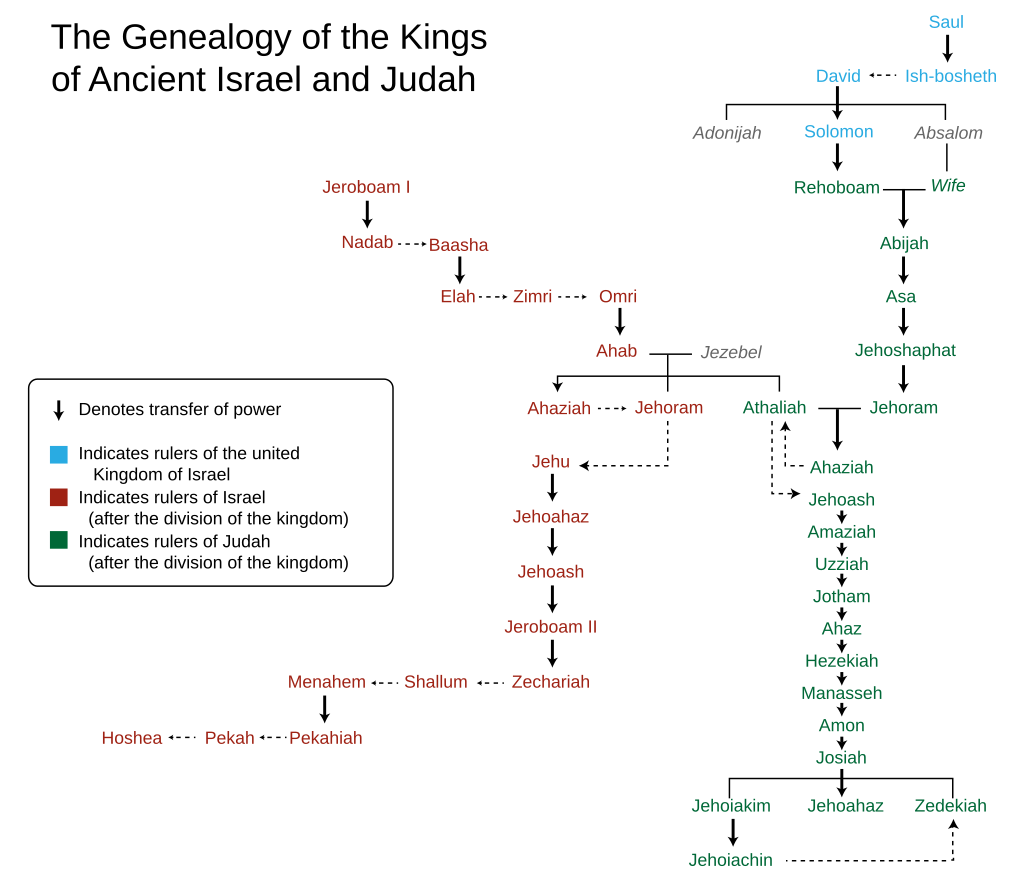 The Genealogy of the Kings
of Ancient Israel and Judah
Saul
David
Ish-bosheth
Adonijah
Solomon
Absalom
Jeroboam I
Rehoboam
Wife
Nadab
Baasha
Abijah
Elah
Zimri
Omri
Asa
Ahab
Jezebel
Jehoshaphat
Ahaziah
Jehoram
Athaliah
Jehoram
Denotes transfer of power
Indicates rulers of the united
Kingdom of Israel
Indicates rulers of Israel
(after the division of the kingdom)
Indicates rulers of Judah
(after the division of the kingdom)
Jehu
Ahaziah
Jehoash
Jehoahaz
Amaziah
Jehoash
Uzziah
Jotham
Jeroboam II
Ahaz
Hezekiah
Menahem
Shallum
Zechariah
Manasseh
Amon
Hoshea
Pekah
Pekahiah
Josiah
Jehoiakim
Jehoahaz
Zedekiah
Jehoiachin